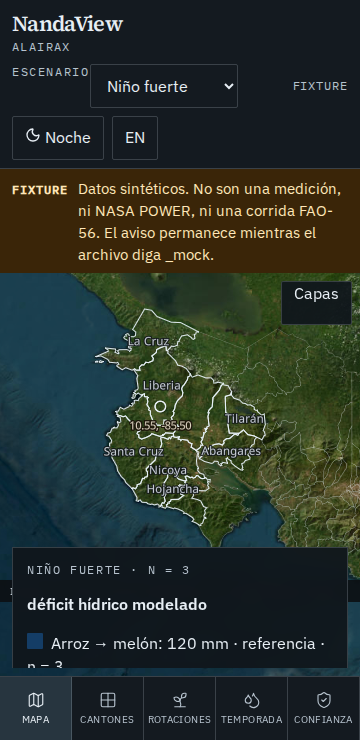 NandaView
ALAIRAX
ESCENARIO Niño fuerte FIXTURE
Noche EN
FIXTURE Datos sintéticos. No son una medición,
ni NASA POWER, ni una corrida FAO-
56. El aviso permanece mientras el
archivo diga _mock.
Capas
La Cruz
Liberia
10.55, -85.50
Tilarán
Santa Cruz
Abangares
Nicoya
Hojancha
NIÑO FUERTE · N = 3
déficit hídrico modelado
Arroz → melón: 120 mm · referencia ·
n = 3
MAPA CANTONES ROTACIONES TEMPORADA CONFIANZA